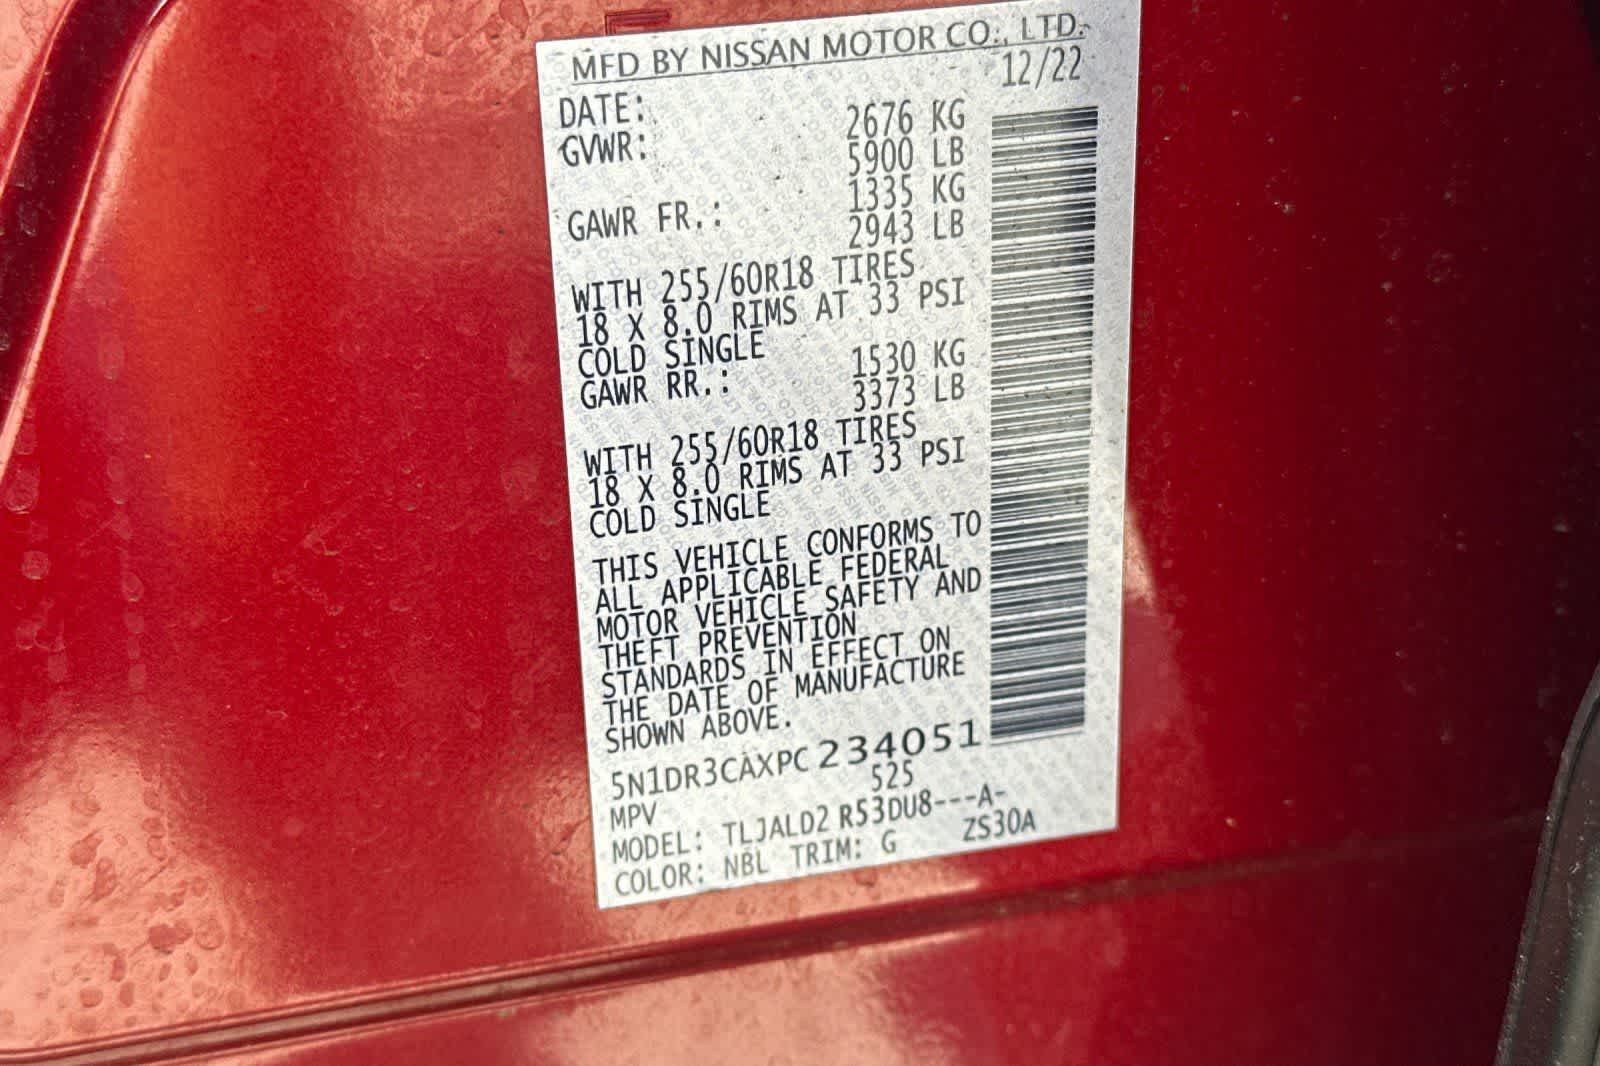 MFD BY NISSAN MOTOR CO., LTD.
DATE: 12/22
GVWR: 2676 KG
5900 LB
GAWR FR.: 1335 KG
2943 LB
WITH 255/60R18 TIRES
18 X 8.0 RIMS AT 33 PSI
COLD SINGLE
GAWR RR.: 1530 KG
3373 LB
WITH 255/60R18 TIRES
18 X 8.0 RIMS AT 33 PSI
COLD SINGLE
THIS VEHICLE CONFORMS TO
ALL APPLICABLE FEDERAL
MOTOR VEHICLE SAFETY AND
THEFT PREVENTION
STANDARDS IN EFFECT ON
THE DATE OF MANUFACTURE
SHOWN ABOVE.
5N1DR3CAXPC234051
MPV 525
MODEL: TLJALD2 R53DU8---A-
COLOR: NBL TRIM: G ZS30A